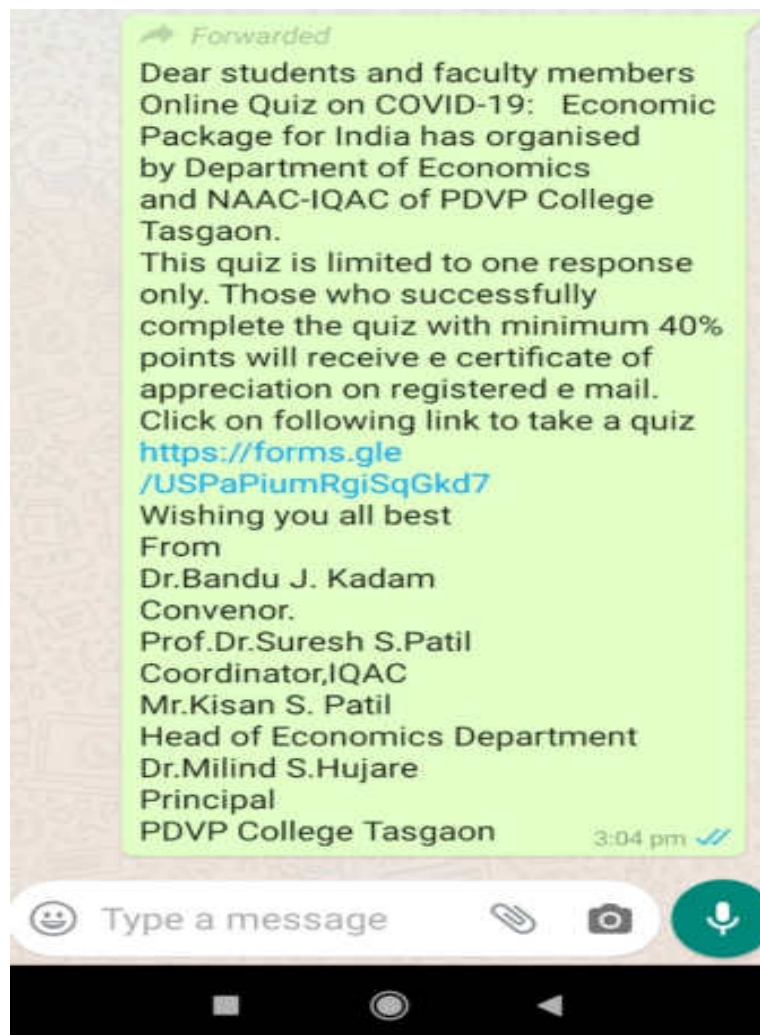 Forwarded
Dear students and faculty members
Online Quiz on COVID-19: Economic
Package for India has organised
by Department of Economics
and NAAC-IQAC of PDVP College
Tasgaon.
This quiz is limited to one response
only. Those who successfully
complete the quiz with minimum 40%
points will receive e certificate of
appreciation on registered e mail.
Click on following link to take a quiz
https://forms.gle
/USPaPiumRgiSqGkd7
Wishing you all best
From
Dr.Bandu J. Kadam
Convenor.
Prof.Dr.Suresh S.Patil
Coordinator,IQAC
Mr.Kisan S. Patil
Head of Economics Department
Dr.Milind S.Hujare
Principal
PDVP College Tasgaon 3:04 pm
Type a message